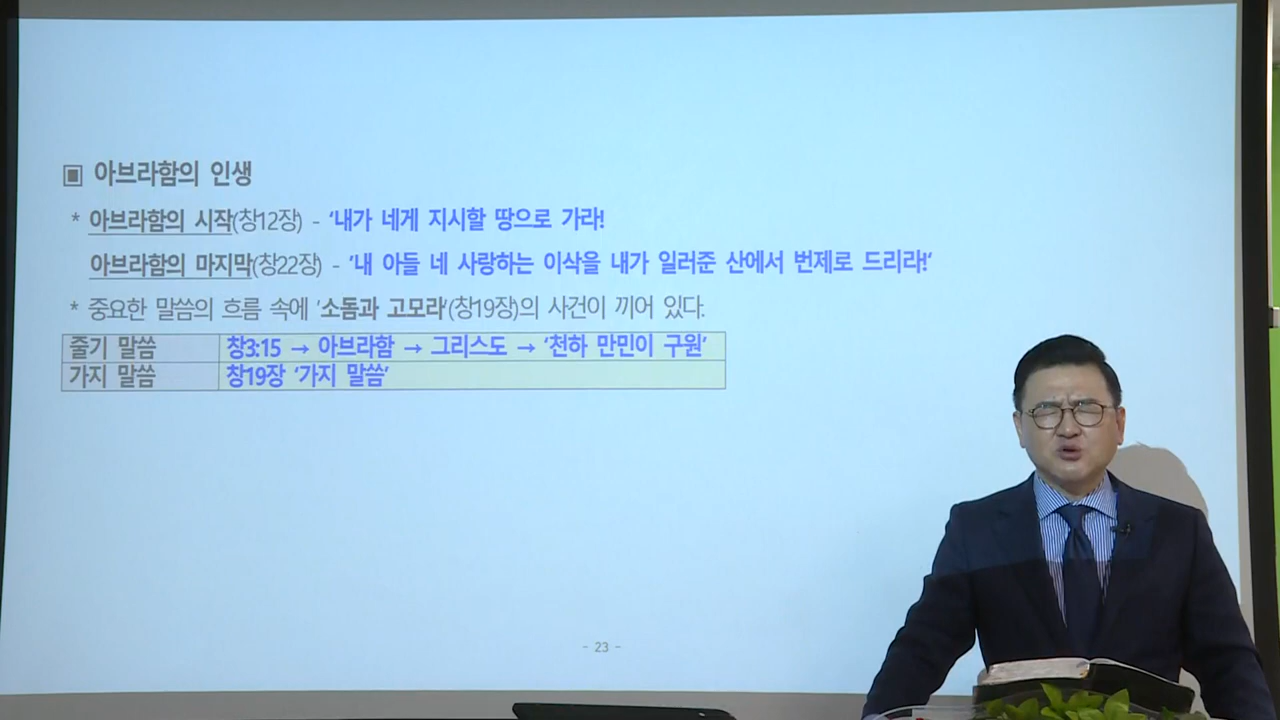 ▣ 아브라함의 인생
* 아브라함의 시작(창12장) - ‘내가 네게 지시할 땅으로 가라!
아브라함의 마지막(창22장) - ’내 아들 네 사랑하는 이삭을 내가 일러준 산에서 번제로 드리라!’
* 중요한 말씀의 흐름 속에 ’소돔과 고모라‘(창19장)의 사건이 끼어 있다.
줄기 말씀 창3:15 → 아브라함 → 그리스도 → ‘천하 만민이 구원’
가지 말씀 창19장 ‘가지 말씀’
- 23 -